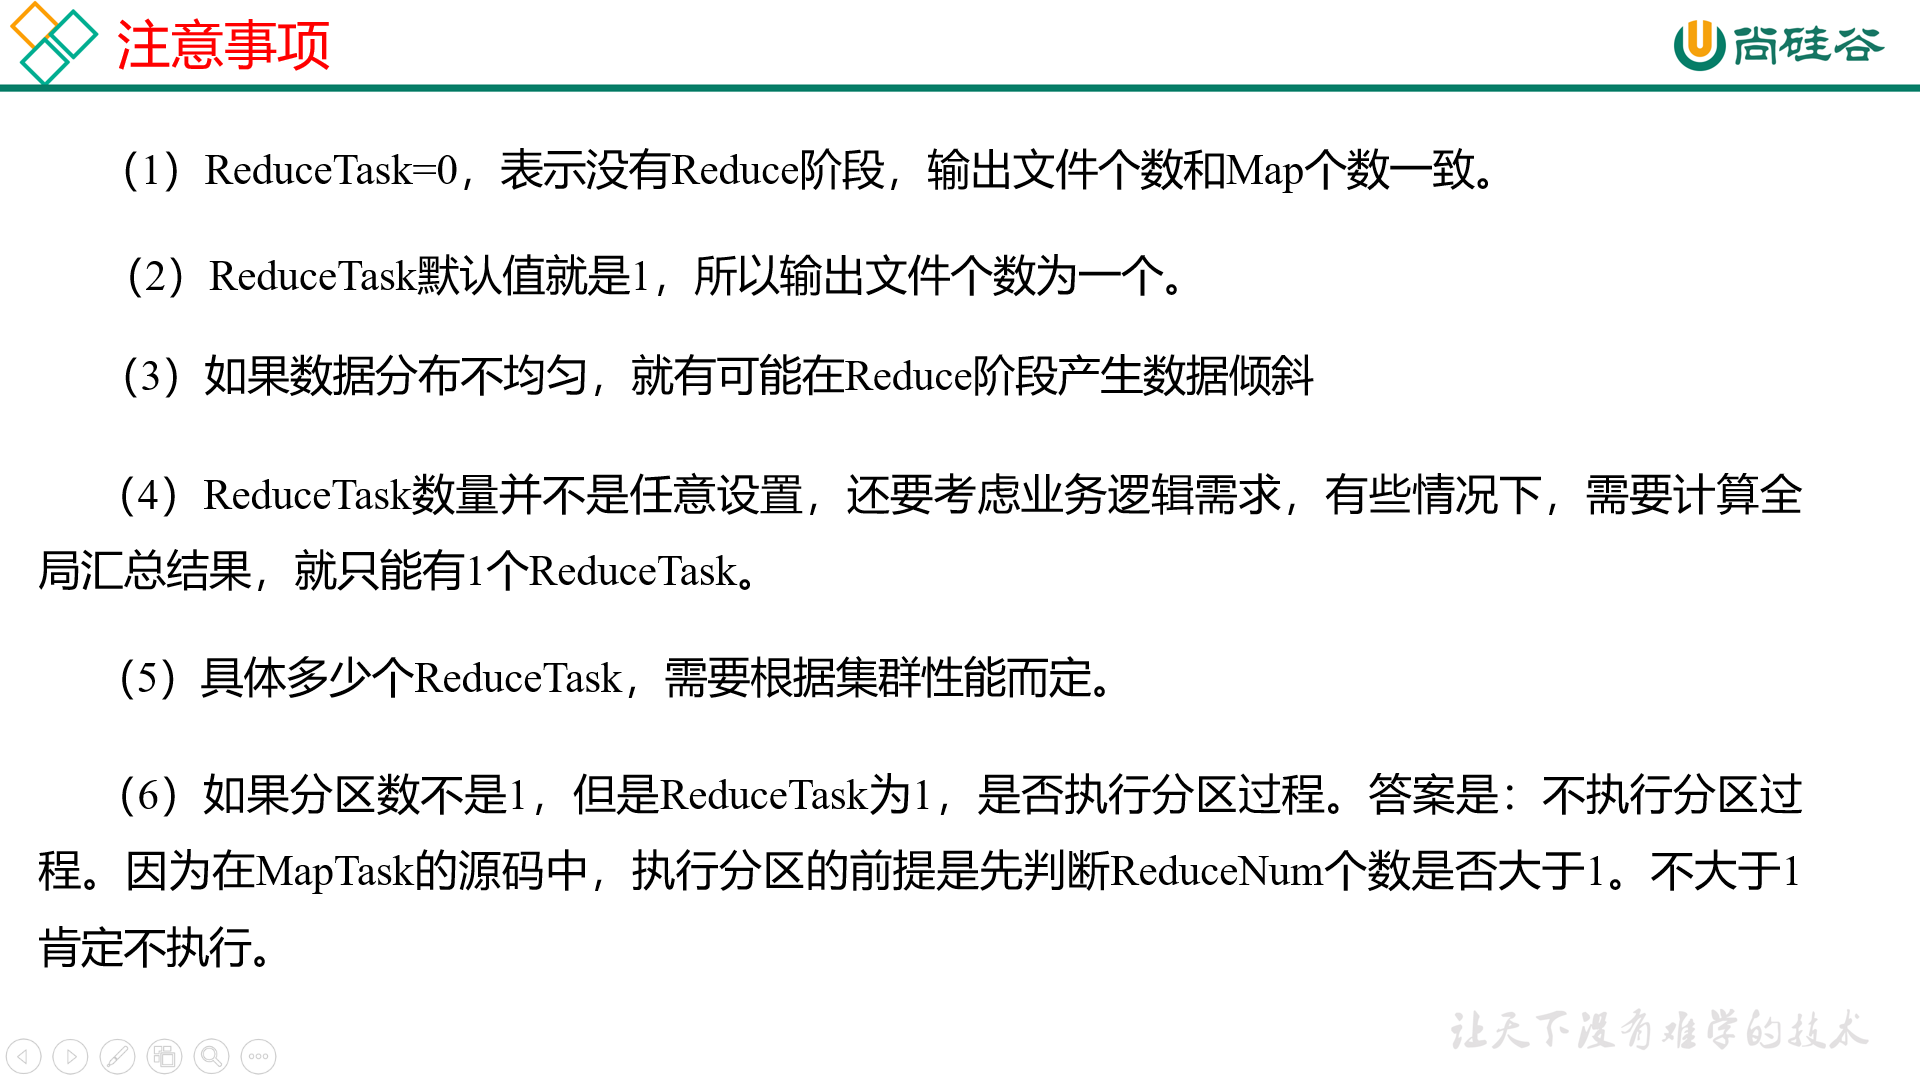 注意事项
尚硅谷
（1）ReduceTask=0，表示没有Reduce阶段，输出文件个数和Map个数一致。
（2）ReduceTask默认值就是1，所以输出文件个数为一个。
（3）如果数据分布不均匀，就有可能在Reduce阶段产生数据倾斜
（4）ReduceTask数量并不是任意设置，还要考虑业务逻辑需求，有些情况下，需要计算全
局汇总结果，就只能有1个ReduceTask。
（5）具体多少个ReduceTask，需要根据集群性能而定。
（6）如果分区数不是1，但是ReduceTask为1，是否执行分区过程。答案是：不执行分区过
程。因为在MapTask的源码中，执行分区的前提是先判断ReduceNum个数是否大于1。不大于1
肯定不执行。
让天下没有难学的技术